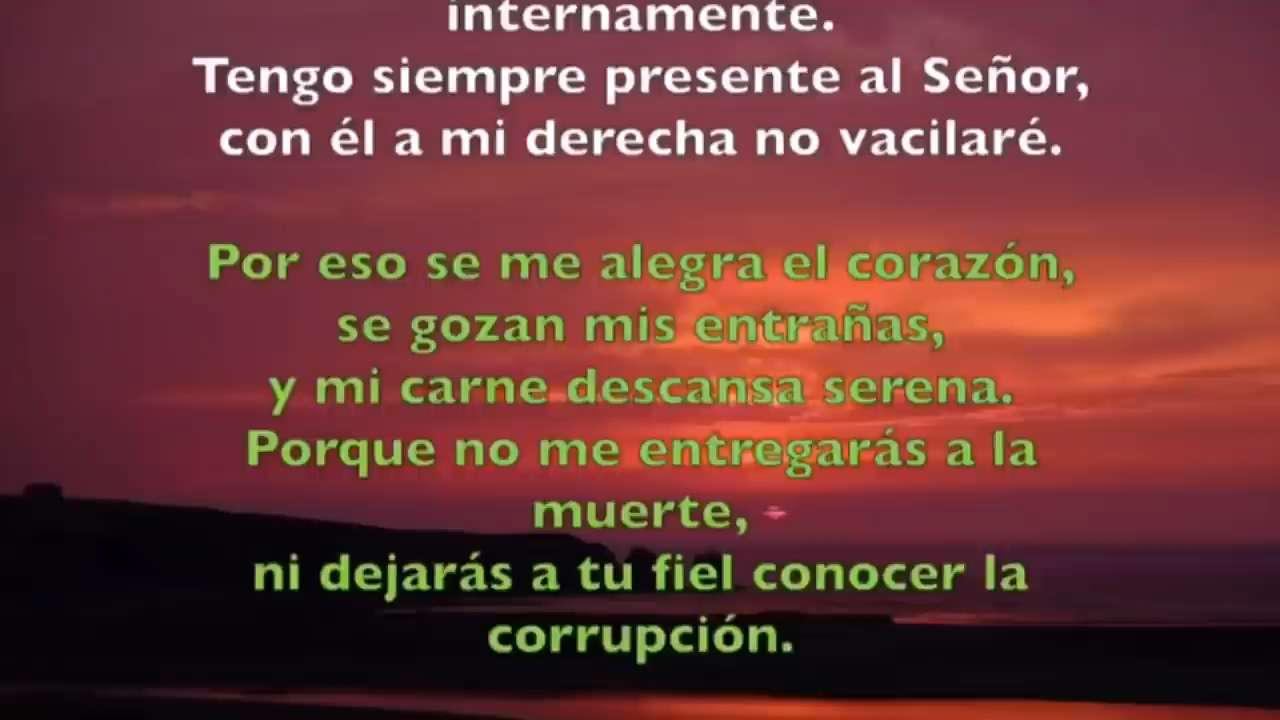 internamente.
Tengo siempre presente al Señor,
con él a mi derecha no vacilaré.
Por eso se me alegra el corazón,
se gozan mis entrañas,
y mi carne descansa serena.
Porque no me entregarás a la
muerte,
ni dejarás a tu fiel conocer la
corrupción.